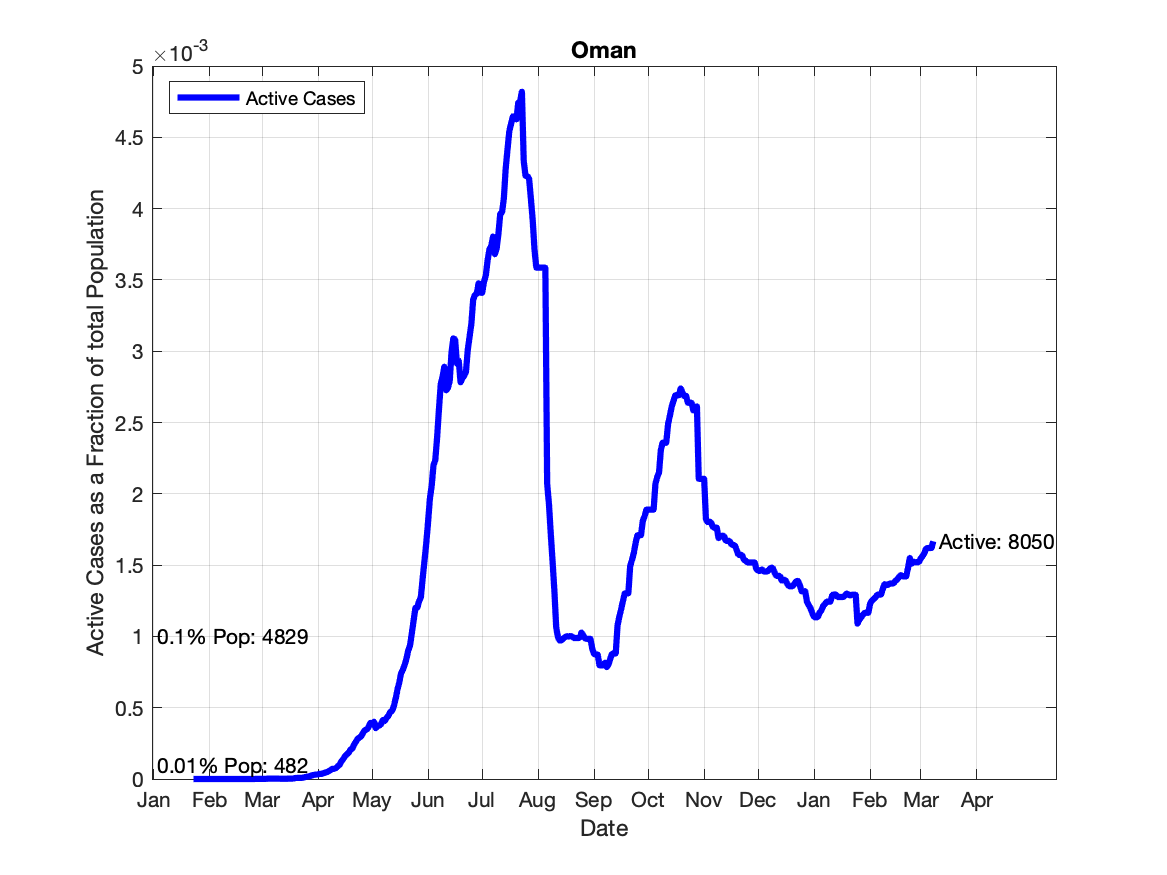 Oman
×10-3
Active Cases
5
4.5
4
3.5
3
2.5
2
1.5
1
0.5
0
Active Cases as a Fraction of total Population
Active: 8050
0.1% Pop: 4829
0.01% Pop: 482
Jan Feb Mar Apr May Jun Jul Aug Sep Oct Nov Dec Jan Feb Mar Apr
Date